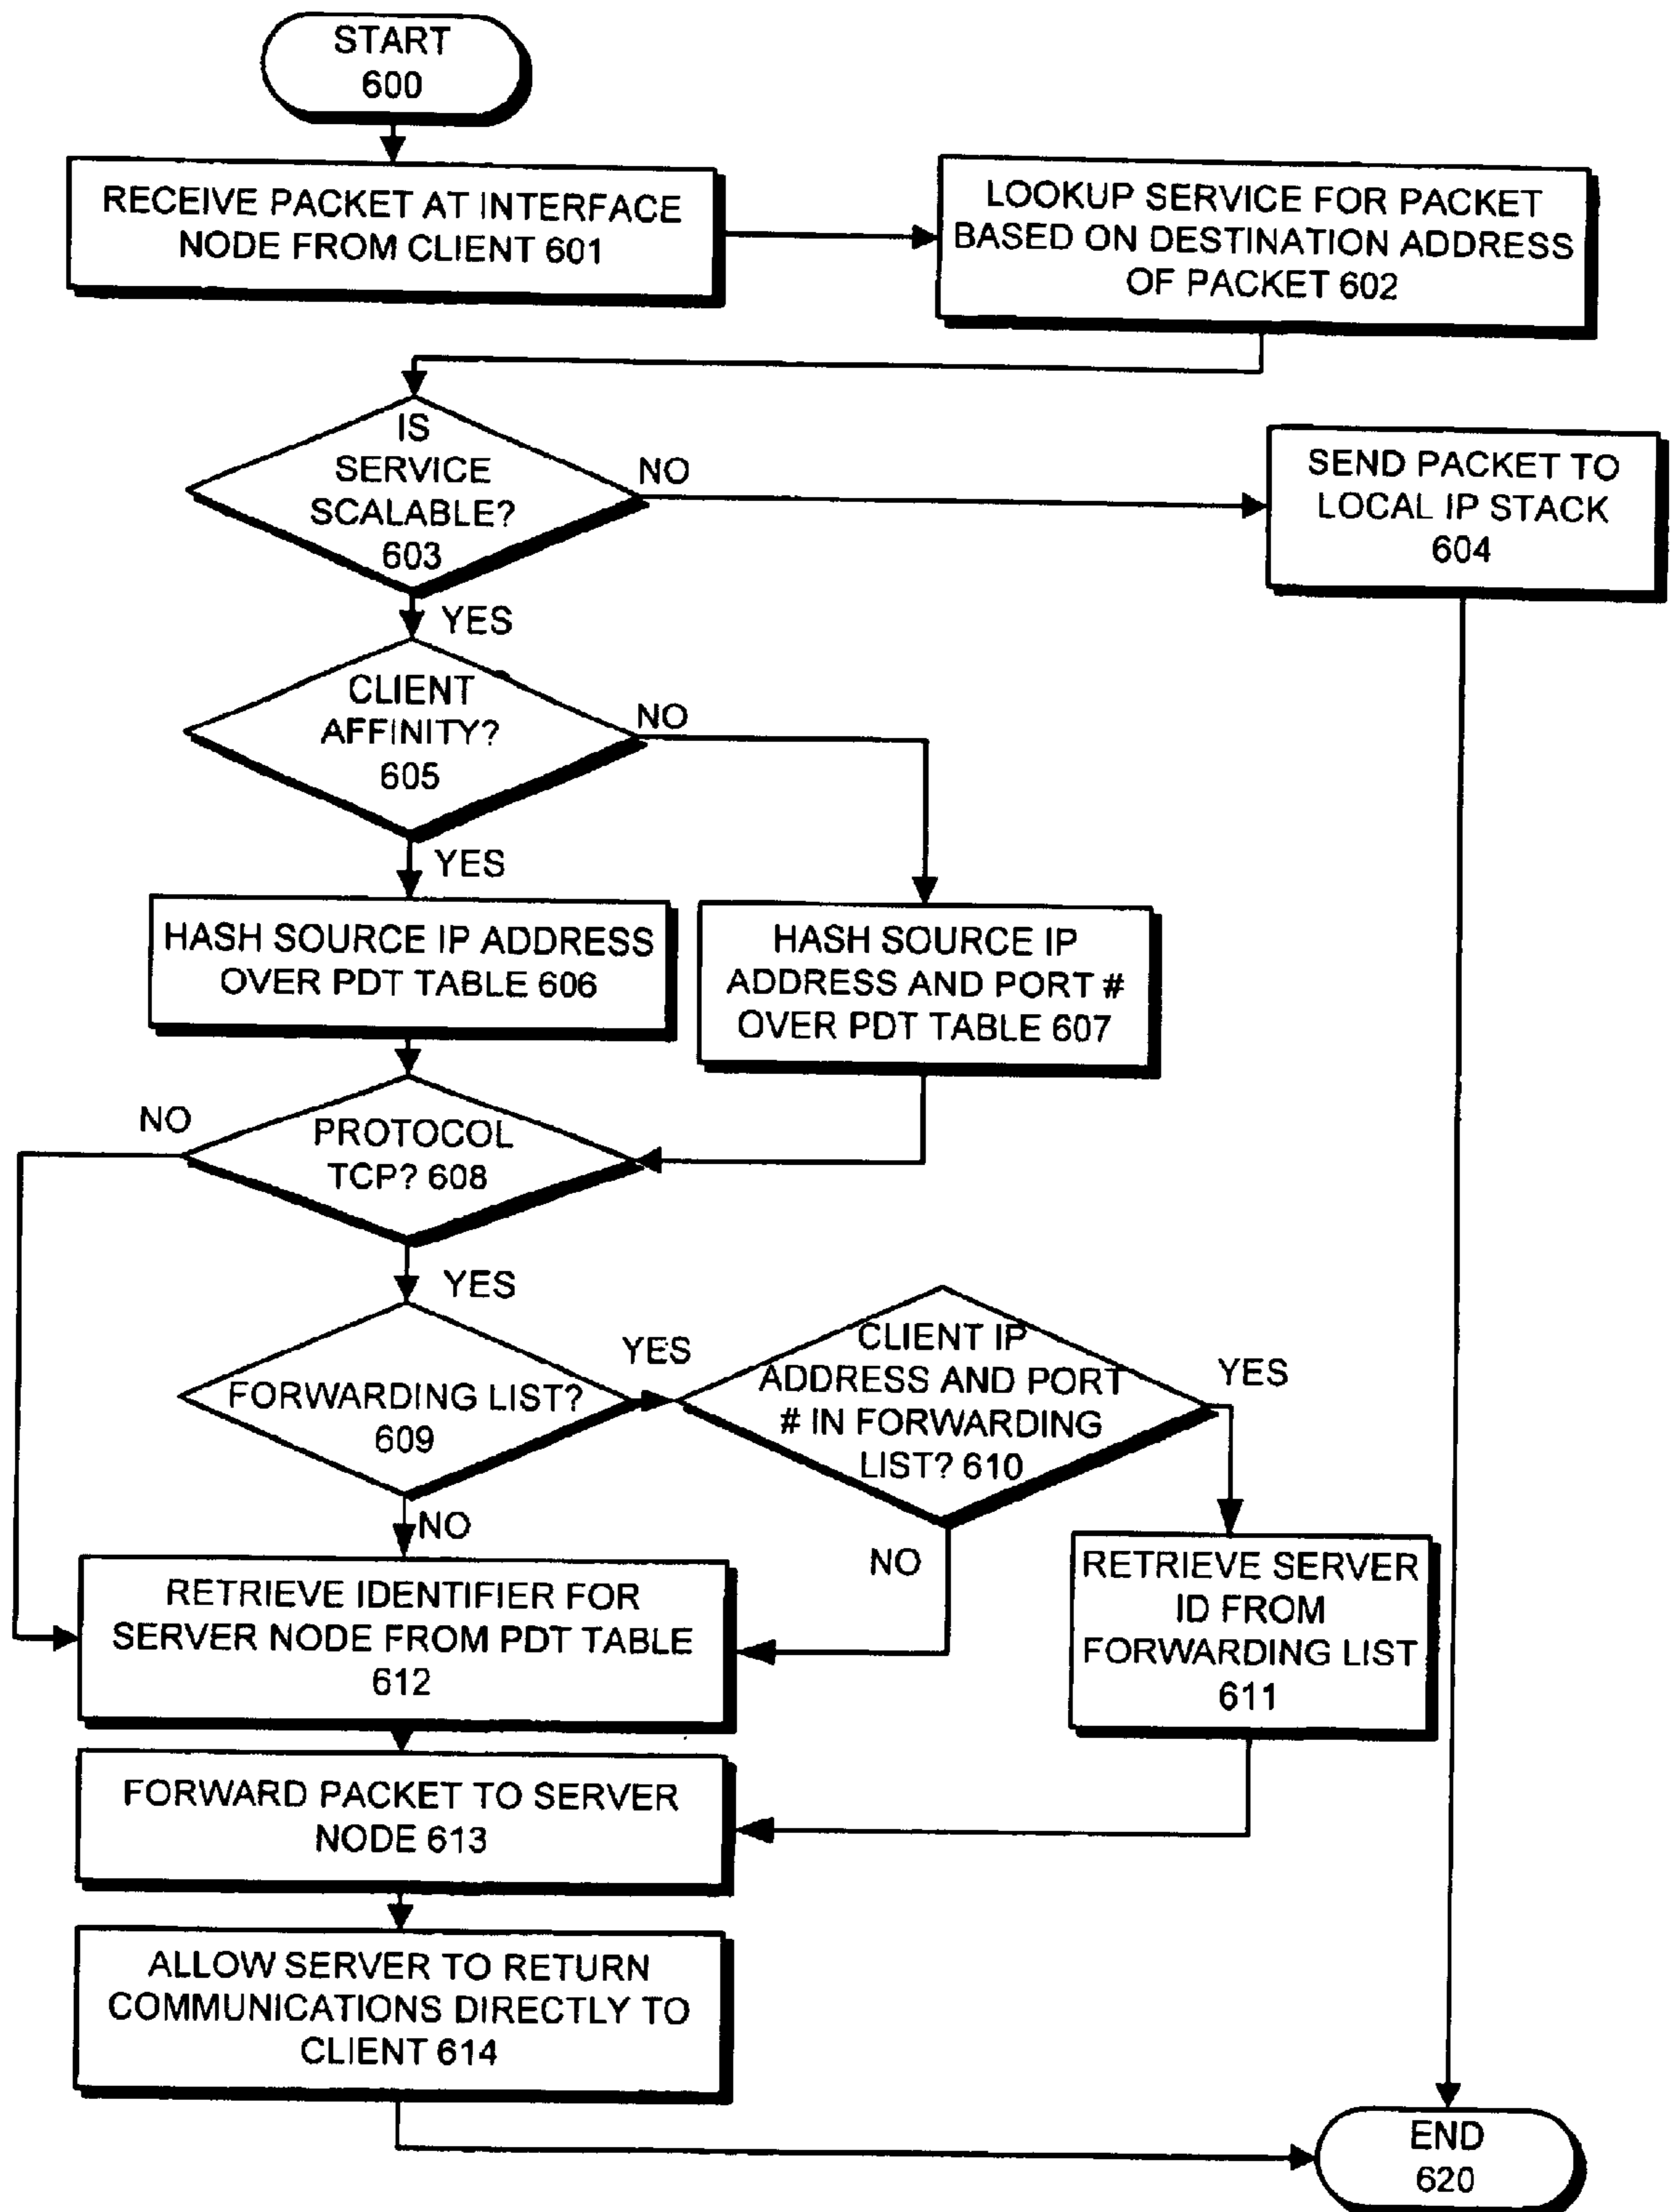 START
600
RECEIVE PACKET AT INTERFACE
NODE FROM CLIENT 601
LOOKUP SERVICE FOR PACKET
BASED ON DESTINATION ADDRESS
OF PACKET 602
IS
SERVICE
SCALABLE?
603
NO
SEND PACKET TO
LOCAL IP STACK
604
YES
CLIENT
AFFINITY?
605
NO
YES
HASH SOURCE IP ADDRESS
OVER PDT TABLE 606
HASH SOURCE IP
ADDRESS AND PORT #
OVER PDT TABLE 607
NO
PROTOCOL
TCP? 608
YES
FORWARDING LIST?
609
YES
CLIENT IP
ADDRESS AND PORT
# IN FORWARDING
LIST? 610
YES
NO
NO
RETRIEVE SERVER
ID FROM
FORWARDING LIST
611
RETRIEVE IDENTIFIER FOR
SERVER NODE FROM PDT TABLE
612
FORWARD PACKET TO SERVER
NODE 613
ALLOW SERVER TO RETURN
COMMUNICATIONS DIRECTLY TO
CLIENT 614
END
620